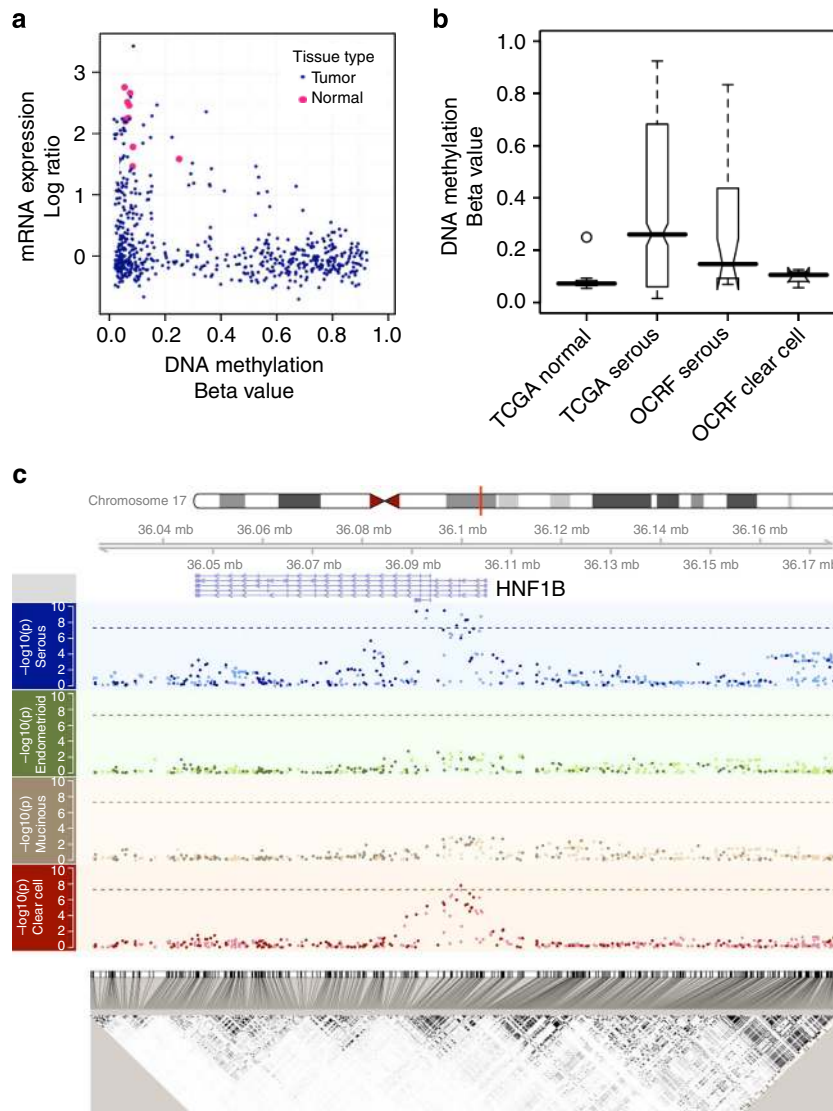 a
mRNA expression
Log ratio
3
2
1
0
Tissue type
Tumor
Normal
0.0 0.2 0.4 0.6 0.8 1.0
DNA methylation
Beta value
b
DNA methylation
Beta value
1.0
0.8
0.6
0.4
0.2
0.0
TCGA normal
TCGA serous
OCRF serous
OCRF clear cell
c
Chromosome 17
36.04 mb 36.06 mb 36.08 mb 36.1 mb 36.12 mb 36.14 mb 36.16 mb
36.05 mb 36.07 mb 36.09 mb 36.11 mb 36.13 mb 36.15 mb 36.17 mb
HNF1B
−log10(p)
Serous
10
8
6
4
2
0
−log10(p)
Endometrioid
10
8
6
4
2
0
−log10(p)
Mucinous
10
8
6
4
2
0
−log10(p)
Clear cell
10
8
6
4
2
0